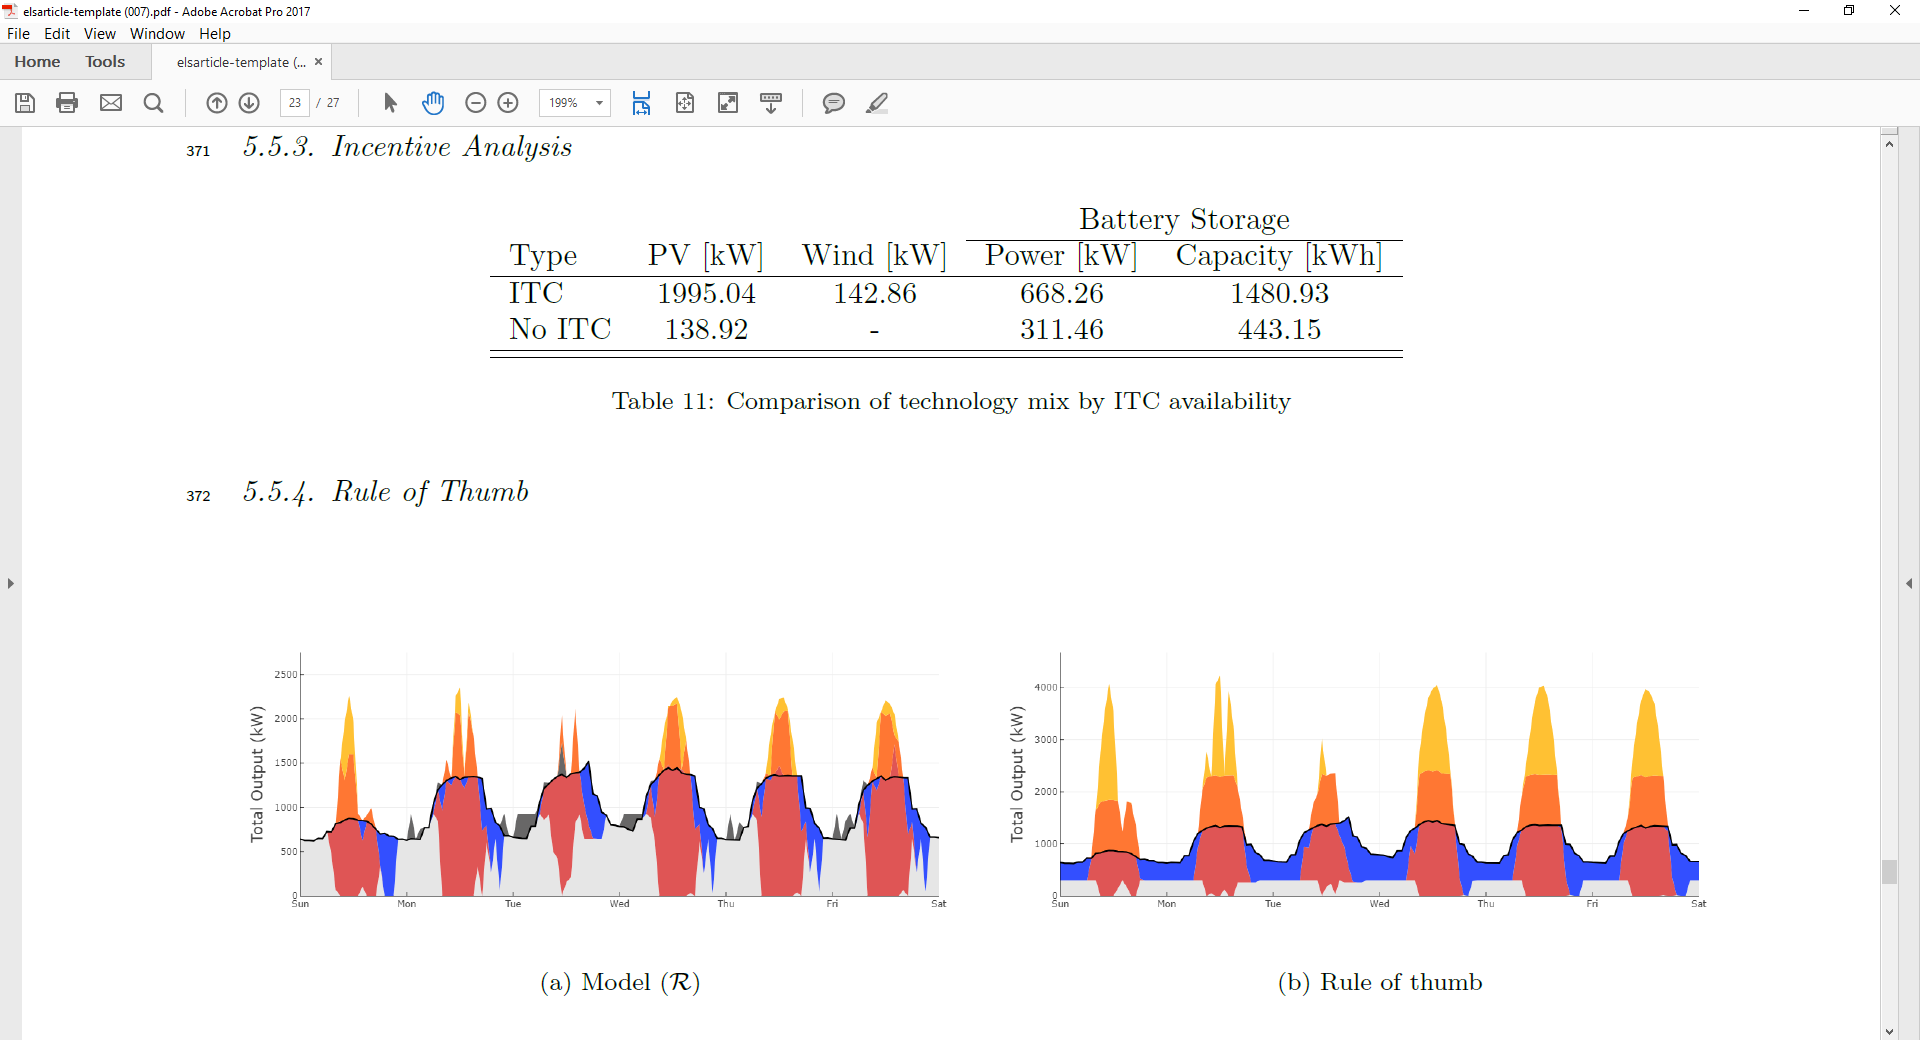 elsarticle-template (007).pdf - Adobe Acrobat Pro 2017
File Edit View Window Help
Home Tools elsarticle-template (... ×
23 / 27 199%
371 5.5.3. Incentive Analysis
Battery Storage
Type PV [kW] Wind [kW] Power [kW] Capacity [kWh]
ITC 1995.04 142.86 668.26 1480.93
No ITC 138.92 - 311.46 443.15
Table 11: Comparison of technology mix by ITC availability
372 5.5.4. Rule of Thumb
Total Output (kW)
2500
2000
1500
1000
500
0
Sun Mon Tue Wed Thu Fri Sat
(a) Model (R)
Total Output (kW)
4000
3000
2000
1000
0
Sun Mon Tue Wed Thu Fri Sat
(b) Rule of thumb